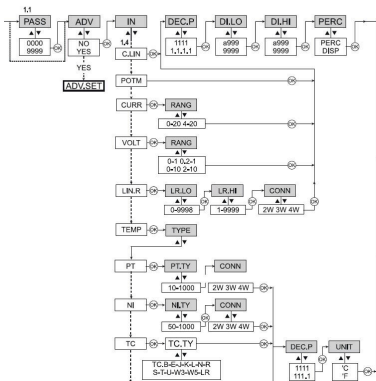 1,1
PASS
ADV
IN
DEC.P
DI.LO
DI.HI
PERC
0000
9999
OK
NO
YES
OK
OK
1111
1.1.1.1
OK
a999
9999
OK
a999
9999
OK
PERC
DISP
OK
1,4
C.LIN
OK
YES
ADV.SET
POTM
OK
CURR
OK
RANG
0-20 4-20
OK
VOLT
OK
RANG
0-1 0.2-1
0-10 2-10
OK
LIN.R
OK
LR.LO
LR.HI
CONN
0-9998
OK
1-9999
OK
2W 3W 4W
OK
TEMP
OK
TYPE
PT
OK
PT.TY
CONN
10-1000
OK
2W 3W 4W
OK
NI
OK
NI.TY
CONN
50-1000
OK
2W 3W 4W
OK
TC
OK
TC.TY
OK
DEC.P
UNIT
TC.B-E-J-K-L-N-R
S-T-U-W3-W5-LR
1111
111.1
OK
°C
°F
OK